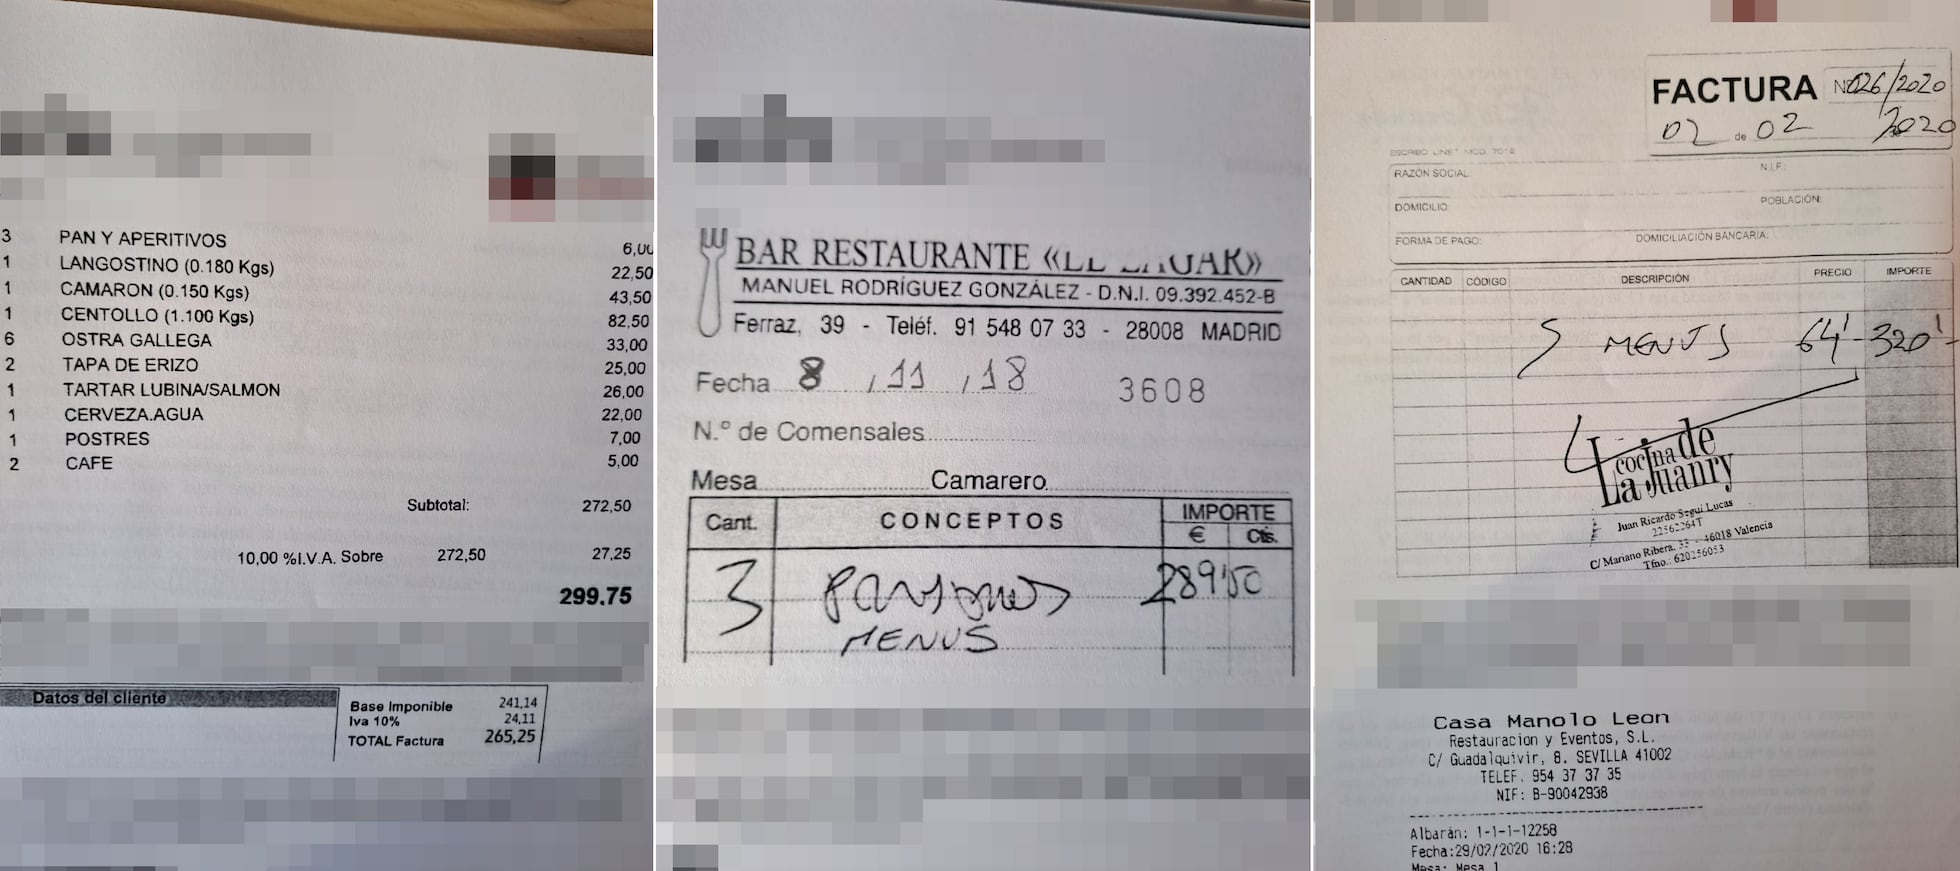 3 PAN Y APERITIVOS 6,00
1 LANGOSTINO (0.180 Kgs) 22,50
1 CAMARON (0.150 Kgs) 43,50
1 CENTOLLO (1.100 Kgs) 82,50
6 OSTRA GALLEGA 33,00
2 TAPA DE ERIZO 25,00
1 TARTAR LUBINA/SALMON 26,00
1 CERVEZA.AGUA 22,00
1 POSTRES 7,00
2 CAFE 5,00
Subtotal: 272,50
10,00 %I.V.A. Sobre 272,50 27,25
299.75
Datos del cliente
Base Imponible 241,14
Iva 10% 24,11
TOTAL Factura 265,25
BAR RESTAURANTE
MANUEL RODRÍGUEZ GONZÁLEZ - D.N.I. 09.392.452-B
Ferraz, 39 - Teléf. 91 548 07 33 - 28008 MADRID
Fecha 8 , 11 , 18 3608
N.º de Comensales
Mesa Camarero
Cant. CONCEPTOS IMPORTE
€ Cts.
3 289'50
MENUS
FACTURA Nº 026/2020
02 de 02 2020
RAZÓN SOCIAL: N.I.F.:
DOMICILIO: POBLACIÓN:
FORMA DE PAGO: DOMICILIACIÓN BANCARIA:
CANTIDAD CÓDIGO DESCRIPCIÓN PRECIO IMPORTE
5 MENUS 64'- 320'-
cocina de
La Juanry
Juan Ricardo Seguí Lucas
22562264T
C/ Mariano Ribera, 33 - 46018 Valencia
Tfno.: 620256053
Casa Manolo Leon
Restauracion y Eventos, S.L.
C/ Guadalquivir, 8. SEVILLA 41002
TELEF. 954 37 37 35
NIF: B-90042938
Albarán: 1-1-1-12258
Fecha:29/02/2020 16:28
Mesa: Mesa 1